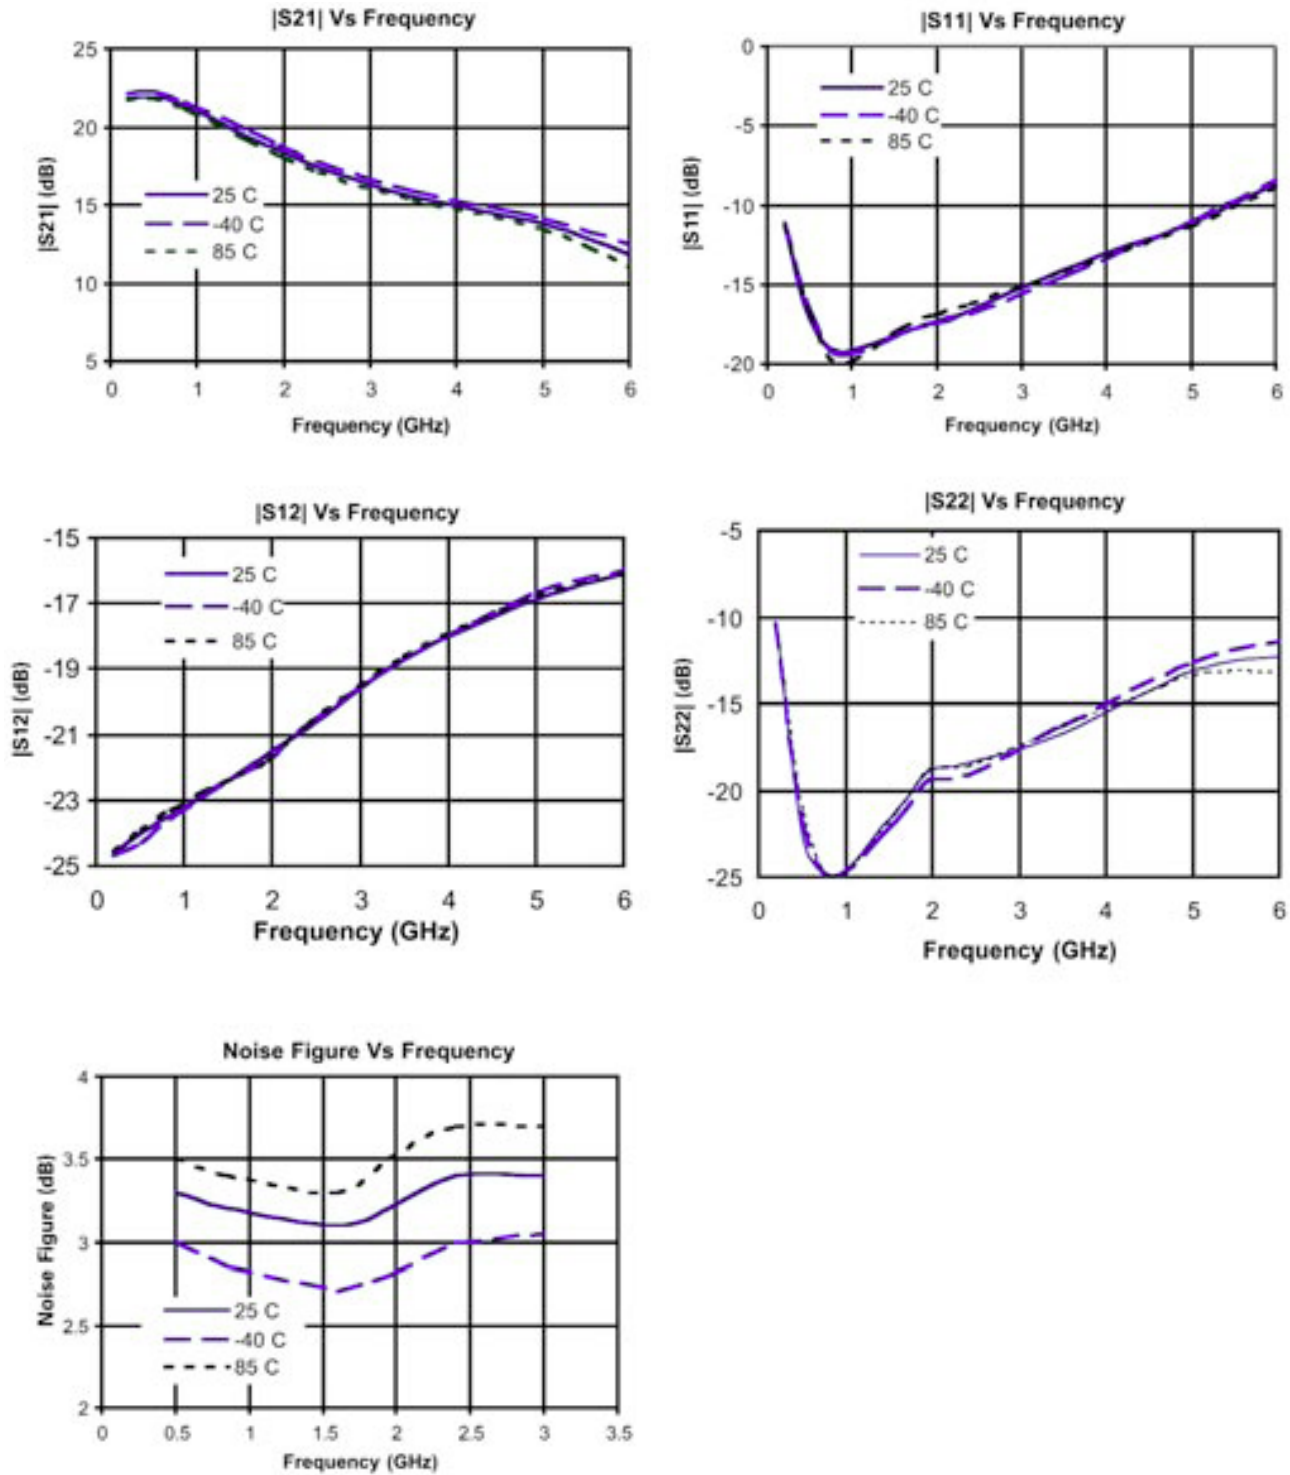 |S21| Vs Frequency
25
20
15
10
5
|S21| (dB)
25 C
-40 C
85 C
0 1 2 3 4 5 6
Frequency (GHz)
|S11| Vs Frequency
0
-5
-10
-15
-20
|S11| (dB)
25 C
-40 C
85 C
0 1 2 3 4 5 6
Frequency (GHz)
|S12| Vs Frequency
-15
-17
-19
-21
-23
-25
|S12| (dB)
25 C
-40 C
85 C
0 1 2 3 4 5 6
Frequency (GHz)
|S22| Vs Frequency
-5
-10
-15
-20
-25
|S22| (dB)
25 C
-40 C
85 C
0 1 2 3 4 5 6
Frequency (GHz)
Noise Figure Vs Frequency
4
3.5
3
2.5
2
Noise Figure (dB)
25 C
-40 C
85 C
0 0.5 1 1.5 2 2.5 3 3.5
Frequency (GHz)